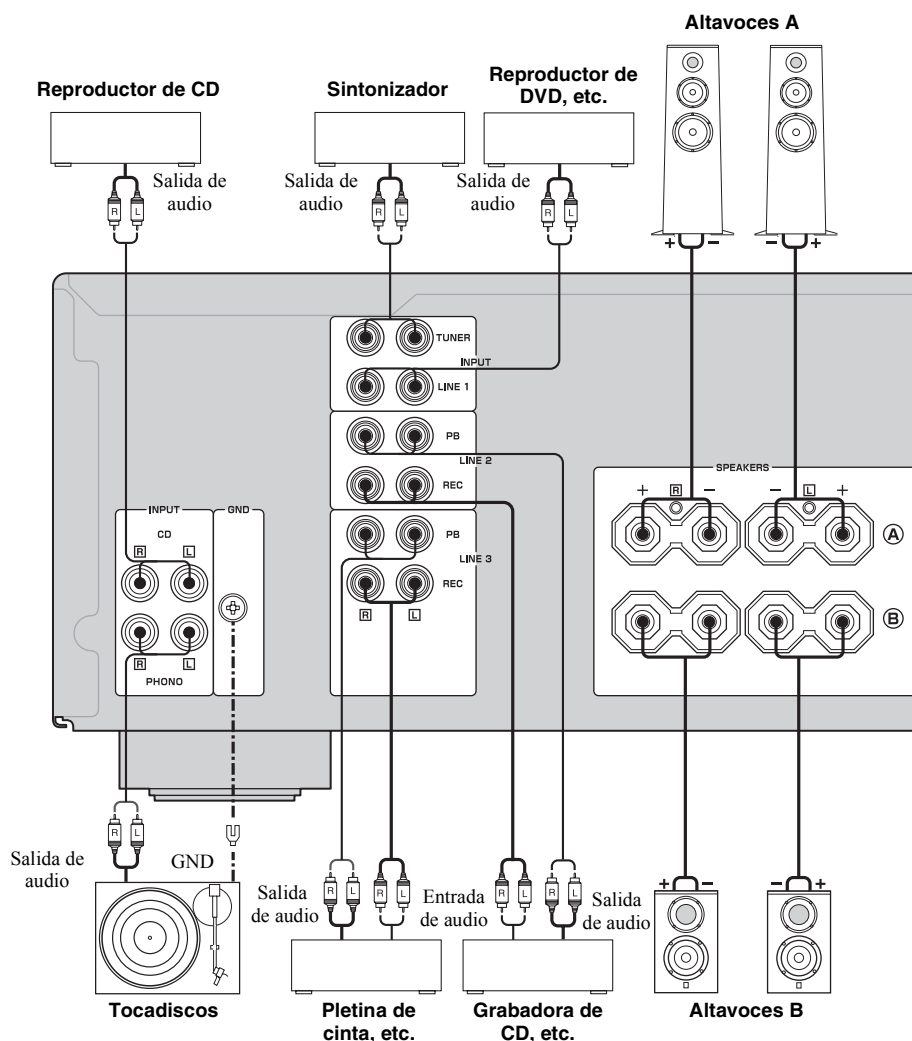 Altavoces A
Reproductor de CD
Sintonizador
Reproductor de
DVD, etc.
Salida de
audio
Salida de
audio
Salida de
audio
R L
R L
R L
+ − − +
TUNER
INPUT
LINE 1
PB
LINE 2
REC
PB
LINE 3
REC
R L
INPUT
CD
R L
R L
PHONO
GND
SPEAKERS
+ R − − L +
A
B
R L
Salida de
audio
GND
R L
R L
R L
R L
Salida
de audio
Entrada
de audio
Salida
de audio
+ − − +
Tocadiscos
Pletina de
cinta, etc.
Grabadora de
CD, etc.
Altavoces B